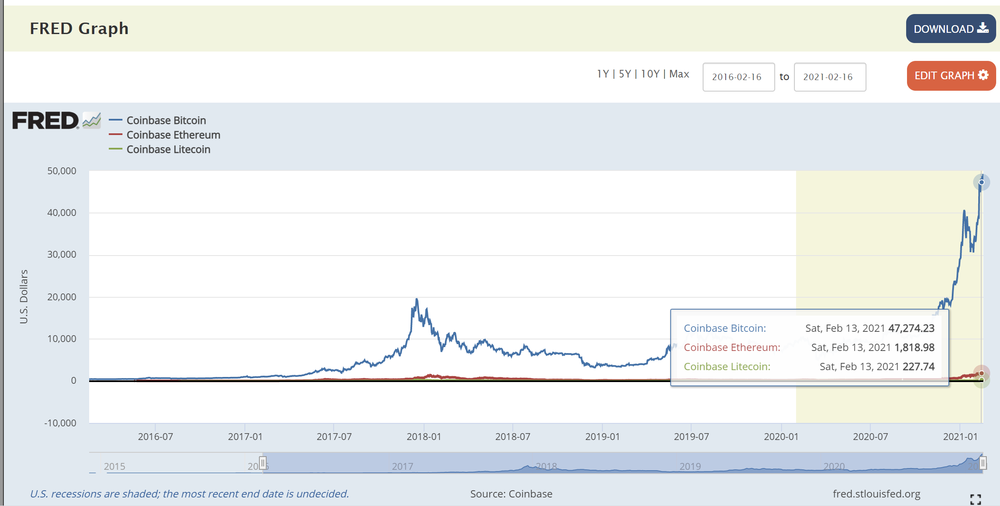 FRED Graph
DOWNLOAD
1Y | 5Y | 10Y | Max
2016-02-16 to 2021-02-16
EDIT GRAPH
FRED®
Coinbase Bitcoin
Coinbase Ethereum
Coinbase Litecoin
50,000
40,000
30,000
20,000
10,000
0
-10,000
U.S. Dollars
Coinbase Bitcoin: Sat, Feb 13, 2021 47,274.23
Coinbase Ethereum: Sat, Feb 13, 2021 1,818.98
Coinbase Litecoin: Sat, Feb 13, 2021 227.74
2016-07 2017-01 2017-07 2018-01 2018-07 2019-01 2019-07 2020-01 2020-07 2021-01
2015 2017 2018 2019 2020
U.S. recessions are shaded; the most recent end date is undecided.
Source: Coinbase
fred.stlouisfed.org